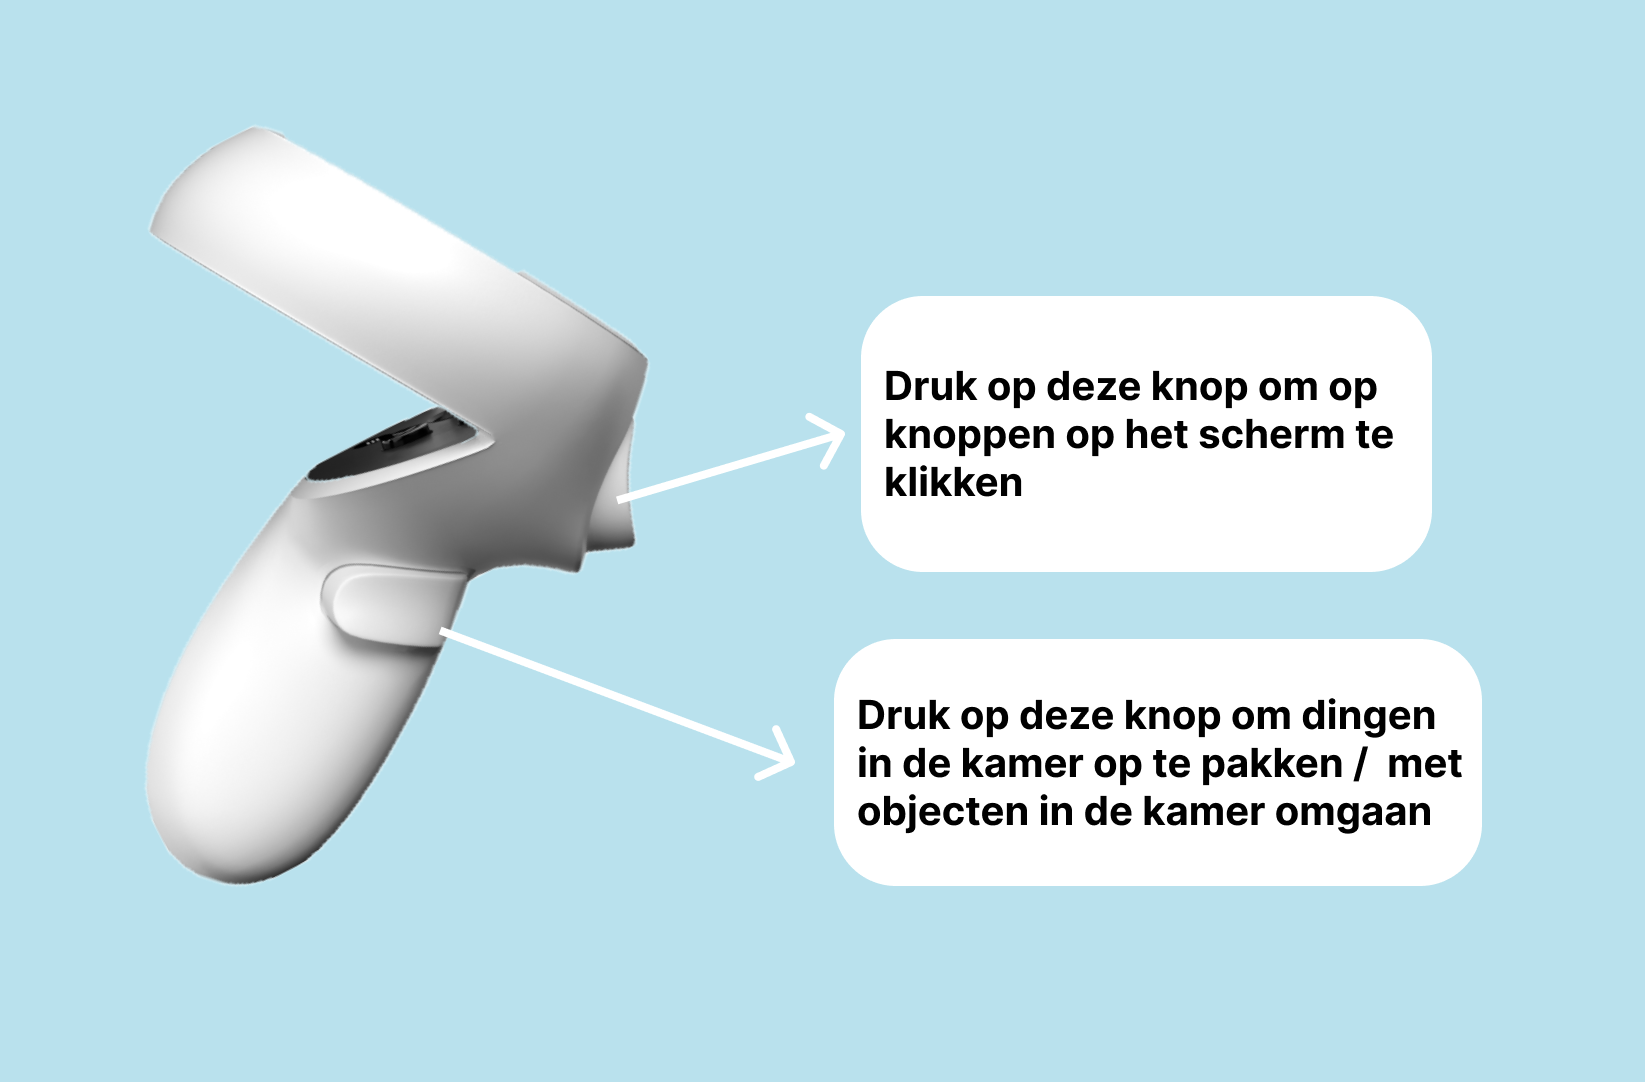 Druk op deze knop om op
knoppen op het scherm te
klikken
Druk op deze knop om dingen
in de kamer op te pakken /  met
objecten in de kamer omgaan